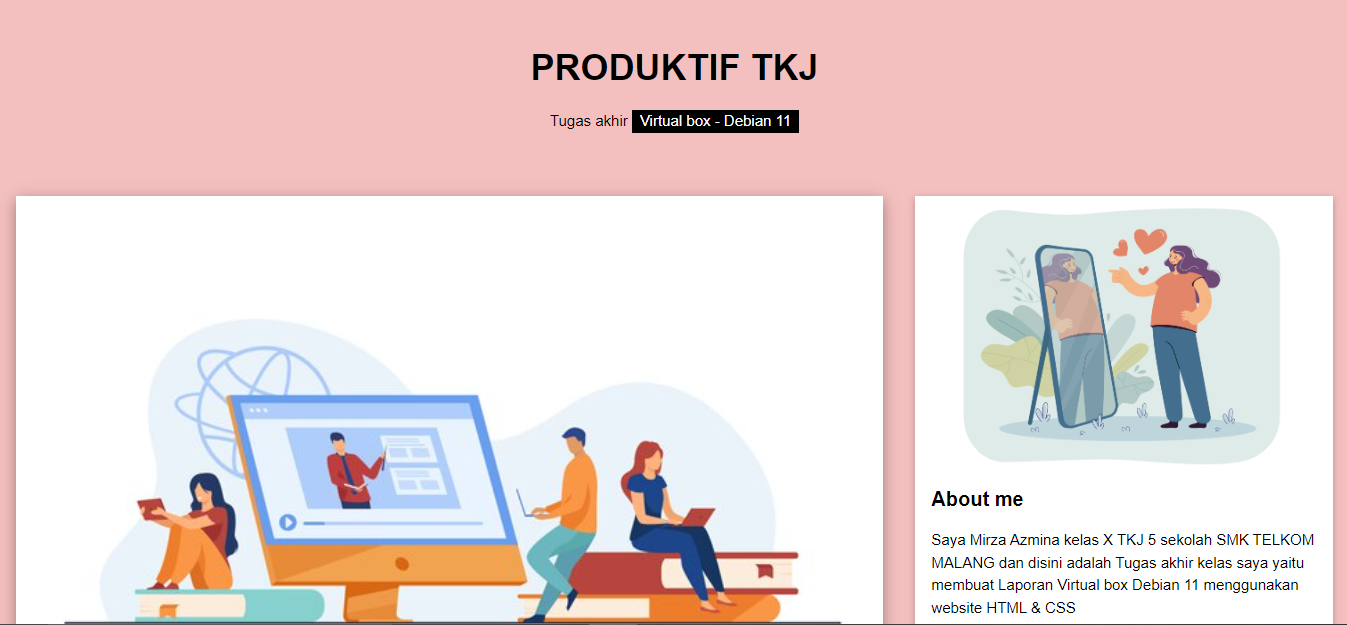 PRODUKTIF TKJ
Tugas akhir Virtual box - Debian 11
About me
Saya Mirza Azmina kelas X TKJ 5 sekolah SMK TELKOM
MALANG dan disini adalah Tugas akhir kelas saya yaitu
membuat Laporan Virtual box Debian 11 menggunakan
website HTML & CSS